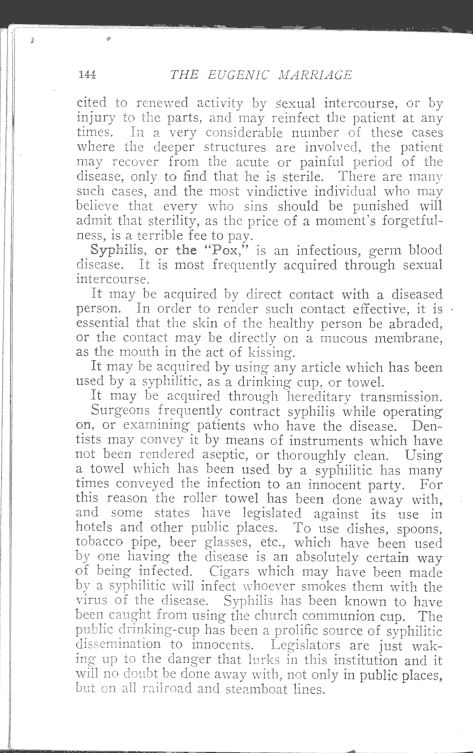 144 THE EUGENIC MARRIAGE
cited to renewed activity by sexual intercourse, or by
injury to the parts, and may reinfect the patient at any
times. In a very considerable number of these cases
where the deeper structures are involved, the patient
may recover from the acute or painful period of the
disease, only to find that he is sterile. There are many
such cases, and the most vindictive individual who may
believe that every who sins should be punished will
admit that sterility, as the price of a moment's forgetful-
ness, is a terrible fee to pay.
Syphilis, or the "Pox," is an infectious, germ blood
disease. It is most frequently acquired through sexual
intercourse.
It may be acquired by direct contact with a diseased
person. In order to render such contact effective, it is
essential that the skin of the healthy person be abraded,
or the contact may be directly on a mucous membrane,
as the mouth in the act of kissing.
It may be acquired by using any article which has been
used by a syphilitic, as a drinking cup, or towel.
It may be acquired through hereditary transmission.
Surgeons frequently contract syphilis while operating
on, or examining patients who have the disease. Den-
tists may convey it by means of instruments which have
not been rendered aseptic, or thoroughly clean. Using
a towel which has been used by a syphilitic has many
times conveyed the infection to an innocent party. For
this reason the roller towel has been done away with,
and some states have legislated against its use in
hotels and other public places. To use dishes, spoons,
tobacco pipe, beer glasses, etc., which have been used
by one having the disease is an absolutely certain way
of being infected. Cigars which may have been made
by a syphilitic will infect whoever smokes them with the
virus of the disease. Syphilis has been known to have
been caught from using the church communion cup. The
public drinking-cup has been a prolific source of syphilitic
dissemination to innocents. Legislators are just wak-
ing up to the danger that lurks in this institution and it
will no doubt be done away with, not only in public places,
but on all railroad and steamboat lines.